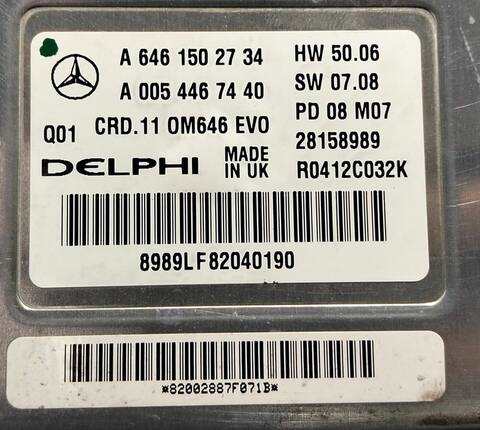 A 646 150 27 34 HW 50.06
A 005 446 74 40 SW 07.08
Q01 CRD.11 OM646 EVO PD 08 M07
28158989
DELPHI MADE IN UK R0412C032K
8989LF82040190
*82002887F071B*